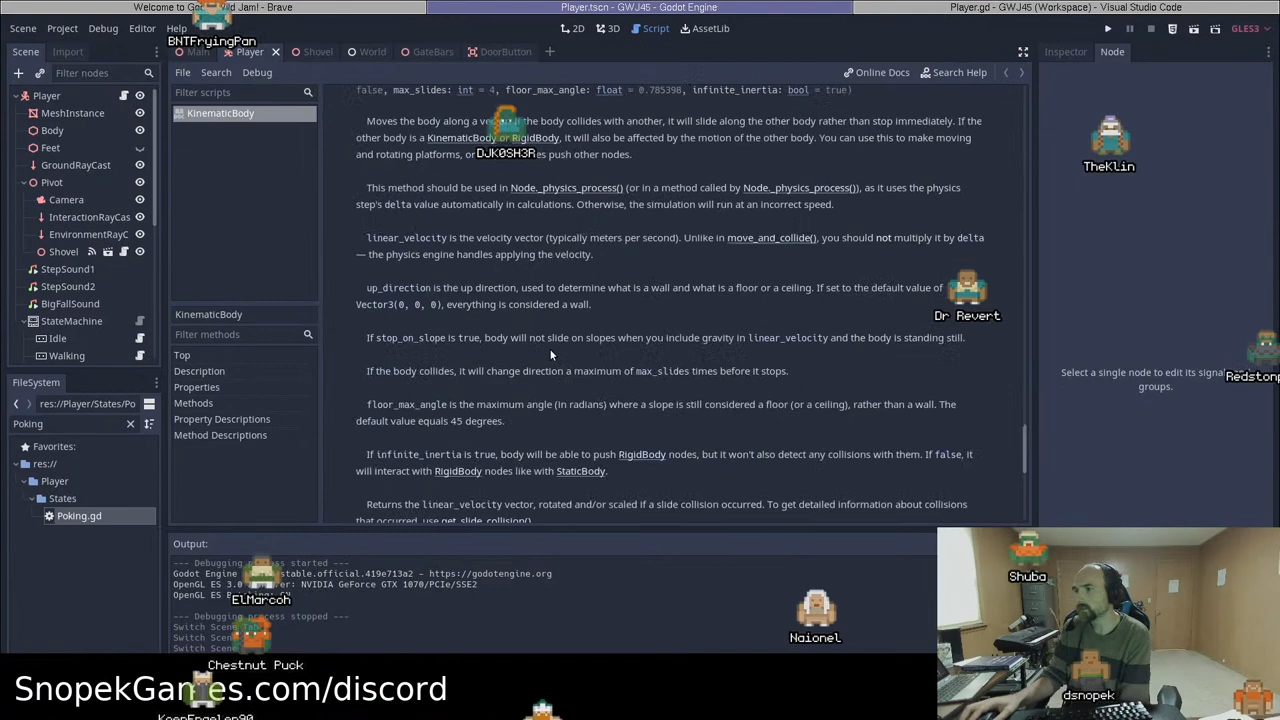 Welcome to Go Wild Jam! - Brave
Player.tscn - GWJ45 - Godot Engine
Player.gd - GWJ45 (Workspace) - Visual Studio Code
Scene Project Debug Editor Help
2D 3D Script AssetLib
GLES3
BNTFryingPan
Scene Import
Main Player Shovel World GateBars DoorButton
Inspector Node
Filter nodes
File Search Debug
Online Docs Search Help
Player
MeshInstance
Body
Feet
GroundRayCast
Pivot
Camera
InteractionRayCas
EnvironmentRayC
Shovel
StepSound1
StepSound2
BigFallSound
StateMachine
Idle
Walking
Filter scripts
KinematicBody
KinematicBody
Filter methods
Top
Description
Properties
Methods
Property Descriptions
Method Descriptions
false, max_slides: int = 4, floor_max_angle: float = 0.785398, infinite_inertia: bool = true)
Moves the body along a ve the body collides with another, it will slide along the other body rather than stop immediately. If the
other body is a KinematicBody or RigidBody, it will also be affected by the motion of the other body. You can use this to make moving
and rotating platforms, or es push other nodes.
DJK0SH3R
This method should be used in Node._physics_process() (or in a method called by Node._physics_process()), as it uses the physics
step's delta value automatically in calculations. Otherwise, the simulation will run at an incorrect speed.
linear_velocity is the velocity vector (typically meters per second). Unlike in move_and_collide(), you should not multiply it by delta
— the physics engine handles applying the velocity.
up_direction is the up direction, used to determine what is a wall and what is a floor or a ceiling. If set to the default value of
Vector3(0, 0, 0), everything is considered a wall.
If stop_on_slope is true, body will not slide on slopes when you include gravity in linear_velocity and the body is standing still.
If the body collides, it will change direction a maximum of max_slides times before it stops.
floor_max_angle is the maximum angle (in radians) where a slope is still considered a floor (or a ceiling), rather than a wall. The
default value equals 45 degrees.
If infinite_inertia is true, body will be able to push RigidBody nodes, but it won't also detect any collisions with them. If false, it
will interact with RigidBody nodes like with StaticBody.
Returns the linear_velocity vector, rotated and/or scaled if a slide collision occurred. To get detailed information about collisions
that occurred, use get_slide_collision().
TheKlin
Dr Revert
Redstonp
Select a single node to edit its signa
groups.
FileSystem
res://Player/States/Po
Poking
Favorites:
res://
Player
States
Poking.gd
Output:
--- Debugging process started ---
Godot Engine stable.official.419e713a2 - https://godotengine.org
OpenGL ES 3.0 er: NVIDIA GeForce GTX 1070/PCIe/SSE2
OpenGL ES
--- Debugging process stopped ---
Switch Scene Tab
Switch Scene
Switch Scene
ElMarcoh
Chestnut Puck
Naionel
Shuba
dsnopek
SnopekGames.com/discord
KeepEngelen90